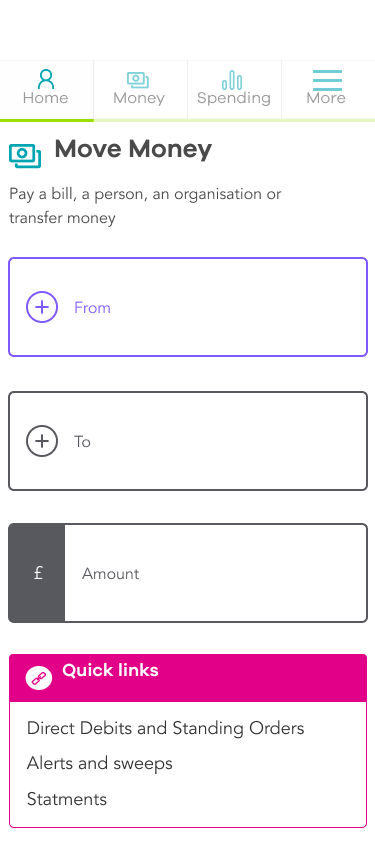 Home
Money
Spending
More
Move Money
Pay a bill, a person, an organisation or
transfer money
From
To
£
Amount
Quick links
Direct Debits and Standing Orders
Alerts and sweeps
Statments